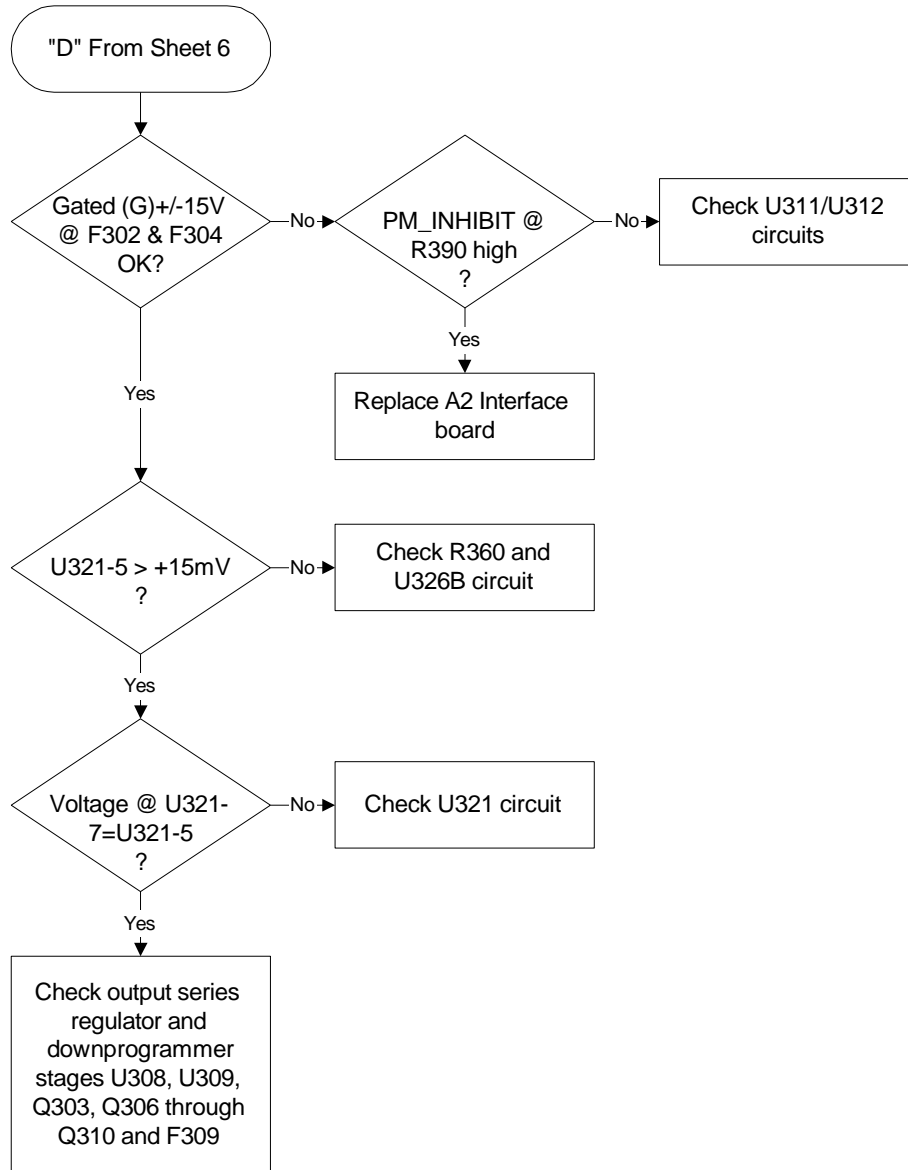 "D" From Sheet 6
Gated (G)+/-15V
@ F302 & F304
OK?
No
PM_INHIBIT @
R390 high
?
No
Check U311/U312
circuits
Yes
Replace A2 Interface
board
Yes
U321-5 > +15mV
?
No
Check R360 and
U326B circuit
Yes
Voltage @ U321-
7=U321-5
?
No
Check U321 circuit
Yes
Check output series
regulator and
downprogrammer
stages U308, U309,
Q303, Q306 through
Q310 and F309